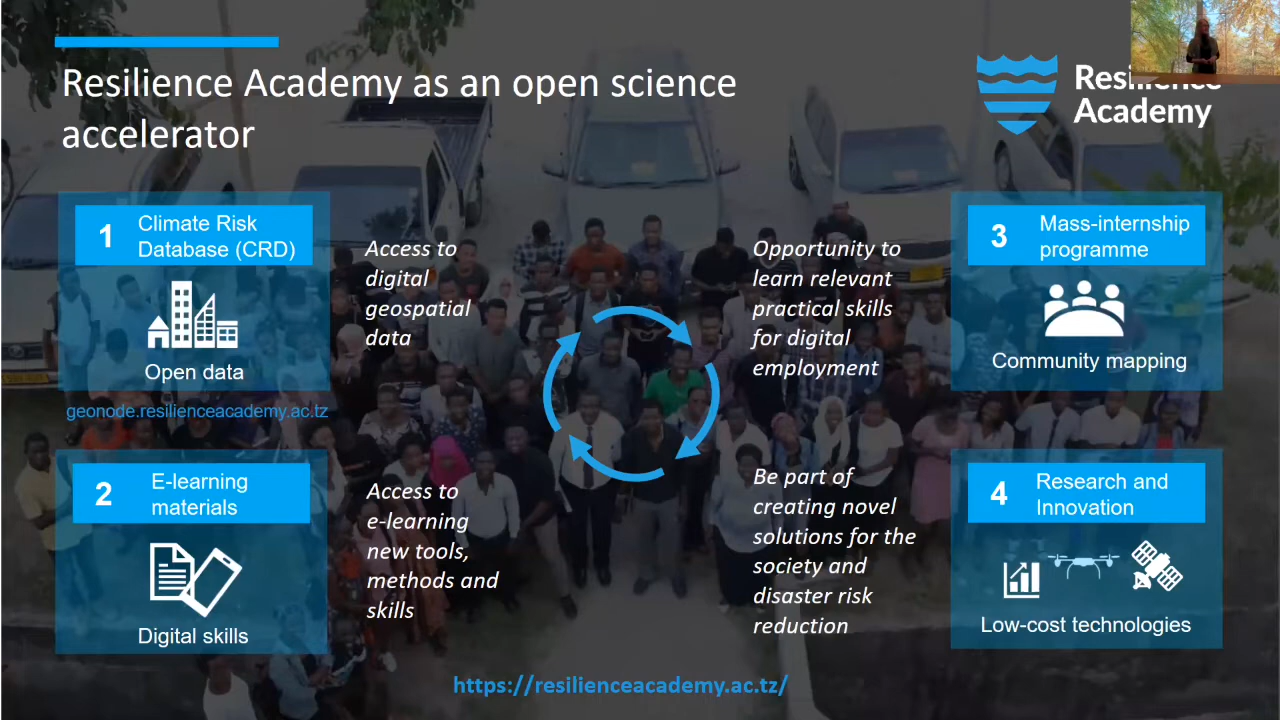 Resilience Academy as an open science
accelerator
Resilience
Academy
1
Climate Risk
Database (CRD)
Open data
geonode.resilienceacademy.ac.tz
Access to
digital
geospatial
data
2
E-learning
materials
Digital skills
Access to
e-learning
new tools,
methods and
skills
Opportunity to
learn relevant
practical skills
for digital
employment
3
Mass-internship
programme
Community mapping
Be part of
creating novel
solutions for the
society and
disaster risk
reduction
4
Research and
Innovation
Low-cost technologies
https://resilienceacademy.ac.tz/